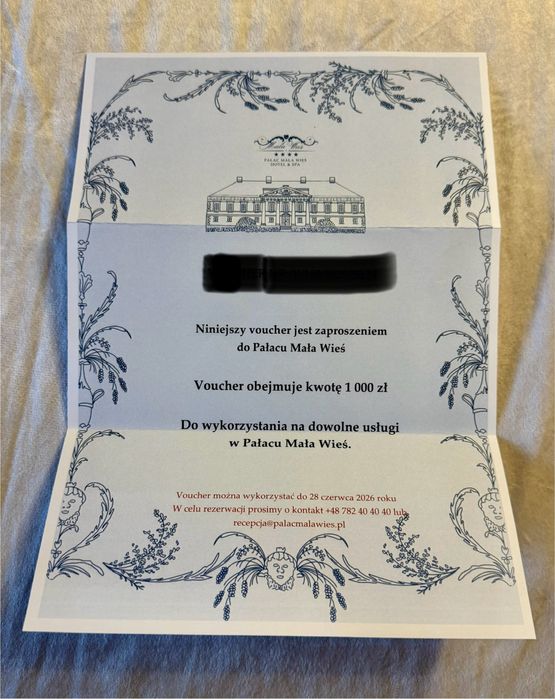 Mała Wieś
PAŁAC MAŁA WIEŚ
HOTEL & SPA
Niniejszy voucher jest zaproszeniem
do Pałacu Mała Wieś
Voucher obejmuje kwotę 1 000 zł
Do wykorzystania na dowolne usługi
w Pałacu Mała Wieś.
Voucher można wykorzystać do 28 czerwca 2026 roku
W celu rezerwacji prosimy o kontakt +48 782 40 40 40 lub
recepcja@palacmalawies.pl